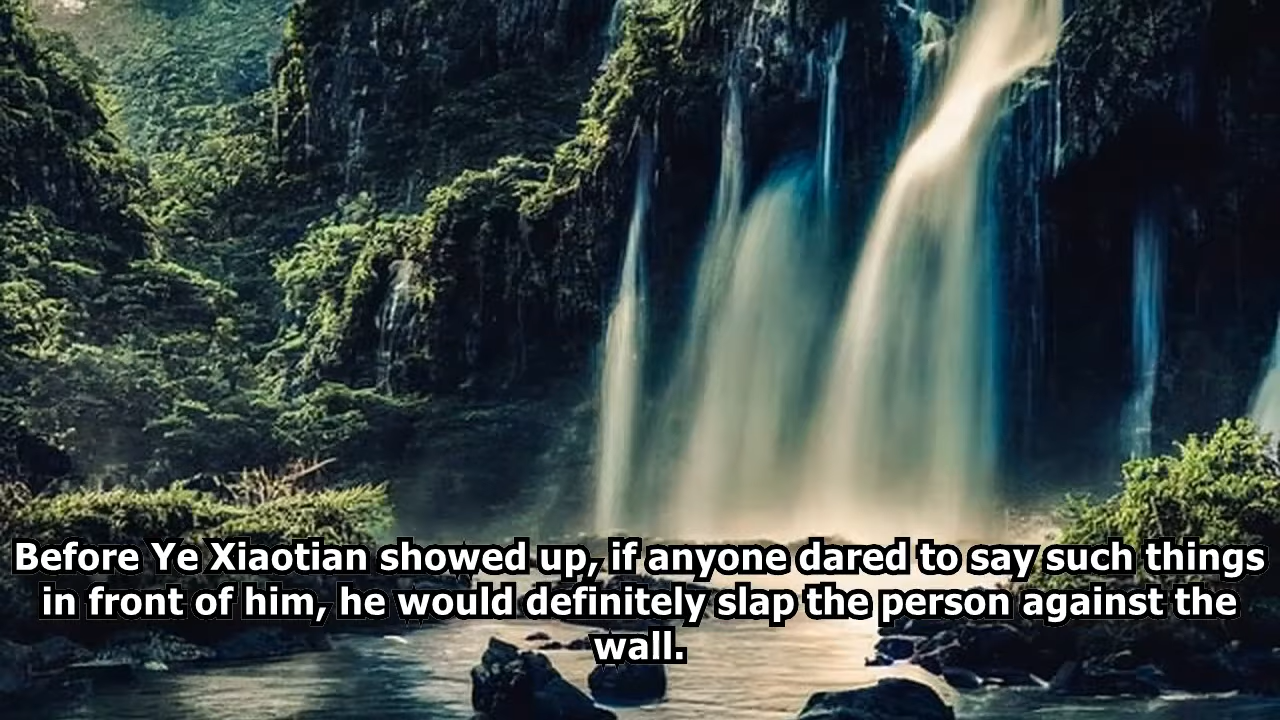 Before Ye Xiaotian showed up, if anyone dared to say such things
in front of him, he would definitely slap the person against the
wall.